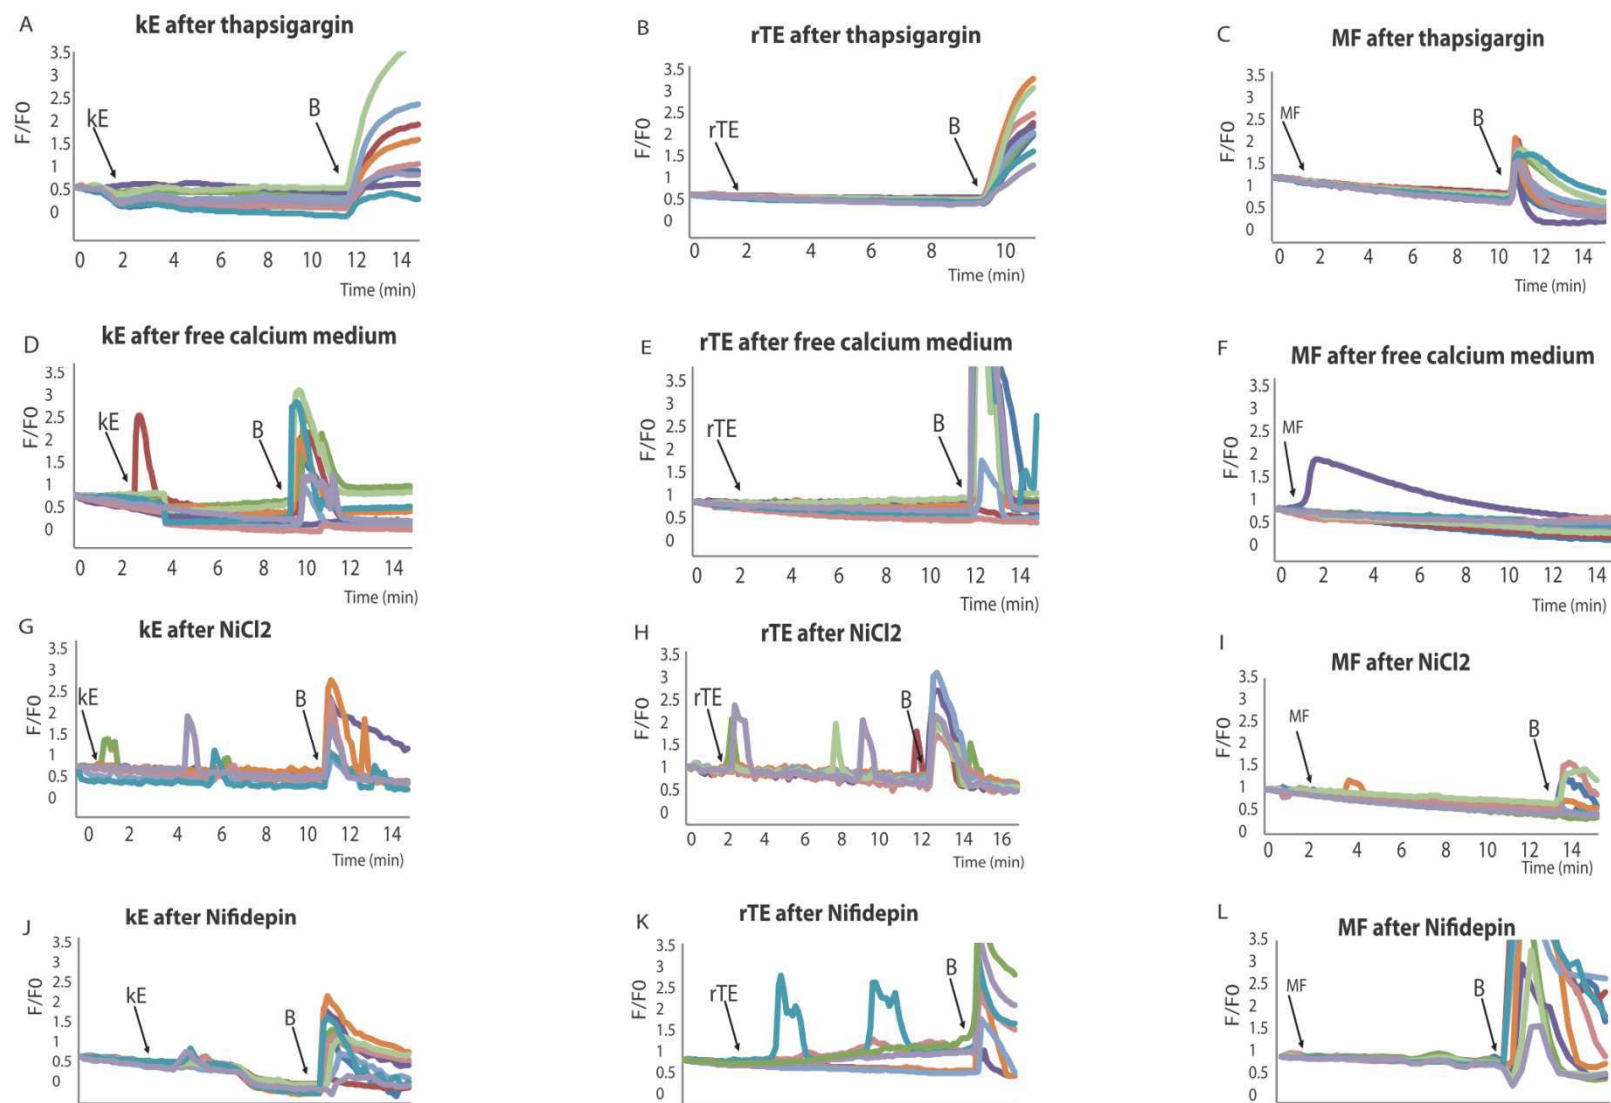 A
kE after thapsigargin
3.5
3
2.5
2
1.5
1
0.5
0
F/F0
kE
B
0 2 4 6 8 10 12 14
Time (min)
B
rTE after thapsigargin
3.5
3
2.5
2
1.5
1
0.5
0
F/F0
rTE
B
0 2 4 6 8 10
Time (min)
C
MF after thapsigargin
3.5
3
2.5
2
1.5
1
0.5
0
F/F0
MF
B
0 2 4 6 8 10 12 14
Time (min)
D
kE after free calcium medium
3.5
3
2.5
2
1.5
1
0.5
0
F/F0
kE
B
0 2 4 6 8 10 12 14
Time (min)
E
rTE after free calcium medium
3.5
3
2.5
2
1.5
1
0.5
0
F/F0
rTE
B
0 2 4 6 8 10 12 14
Time (min)
F
MF after free calcium medium
3.5
3
2.5
2
1.5
1
0.5
0
F/F0
MF
0 2 4 6 8 10 12 14
Time (min)
G
kE after NiCl2
3.5
3
2.5
2
1.5
1
0.5
0
F/F0
kE
B
0 2 4 6 8 10 12 14
Time (min)
H
rTE after NiCl2
3.5
3
2.5
2
1.5
1
0.5
0
F/F0
rTE
B
0 2 4 6 8 10 12 14 16
Time (min)
I
MF after NiCl2
3.5
3
2.5
2
1.5
1
0.5
0
F/F0
MF
B
0 2 4 6 8 10 12 14
Time (min)
J
kE after Nifidepin
3.5
3
2.5
2
1.5
1
0.5
0
F/F0
kE
B
K
rTE after Nifidepin
3.5
3
2.5
2
1.5
1
0.5
0
F/F0
rTE
B
L
MF after Nifidepin
3.5
3
2.5
2
1.5
1
0.5
0
F/F0
MF
B